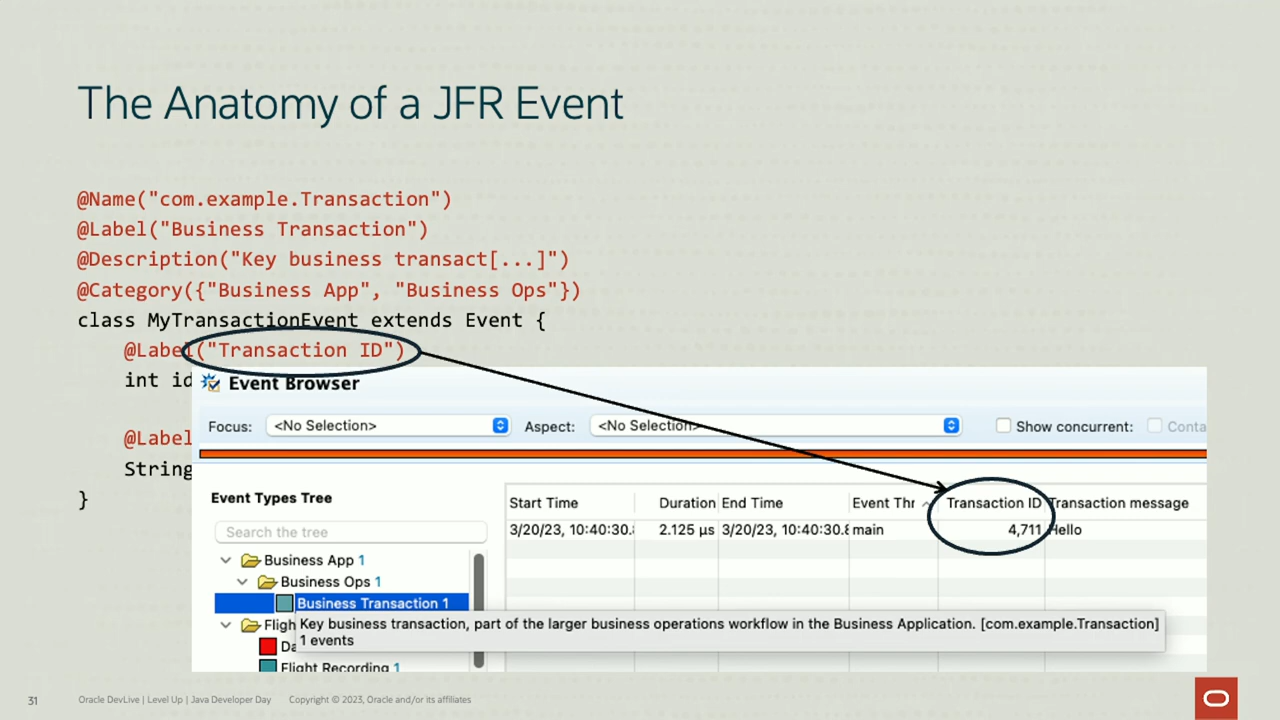 The Anatomy of a JFR Event
@Name("com.example.Transaction")
@Label("Business Transaction")
@Description("Key business transact[...]")
@Category({"Business App", "Business Ops"})
class MyTransactionEvent extends Event {
@Label("Transaction ID")
int id
@Label
String
}
Event Browser
Focus: <No Selection> Aspect: <No Selection> Show concurrent: Conta
Event Types Tree
Search the tree
Business App 1
Business Ops 1
Business Transaction 1
Fligh
Da
Flight Recording 1
Start Time Duration End Time Event Thr Transaction ID Transaction message
3/20/23, 10:40:30.8 2.125 µs 3/20/23, 10:40:30.8 main 4,711 Hello
Key business transaction, part of the larger business operations workflow in the Business Application. [com.example.Transaction]
1 events
31 Oracle DevLive | Level Up | Java Developer Day Copyright © 2023, Oracle and/or its affiliates